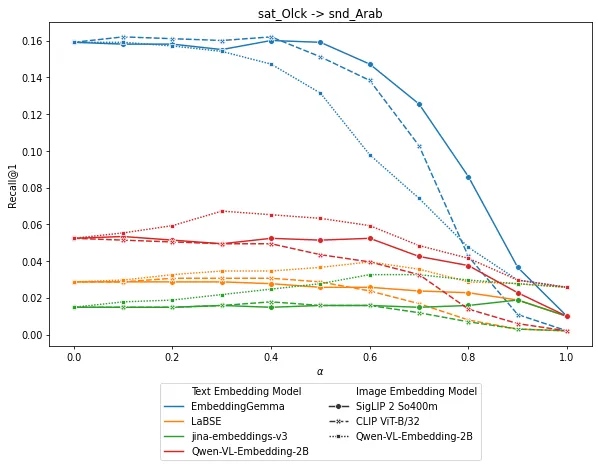 sat_Olck -> snd_Arab
0.16
0.14
0.12
0.10
0.08
0.06
0.04
0.02
0.00
Recall@1
0.0 0.2 0.4 0.6 0.8 1.0
α
Text Embedding Model Image Embedding Model
EmbeddingGemma SigLIP 2 So400m
LaBSE CLIP ViT-B/32
jina-embeddings-v3 Qwen-VL-Embedding-2B
Qwen-VL-Embedding-2B